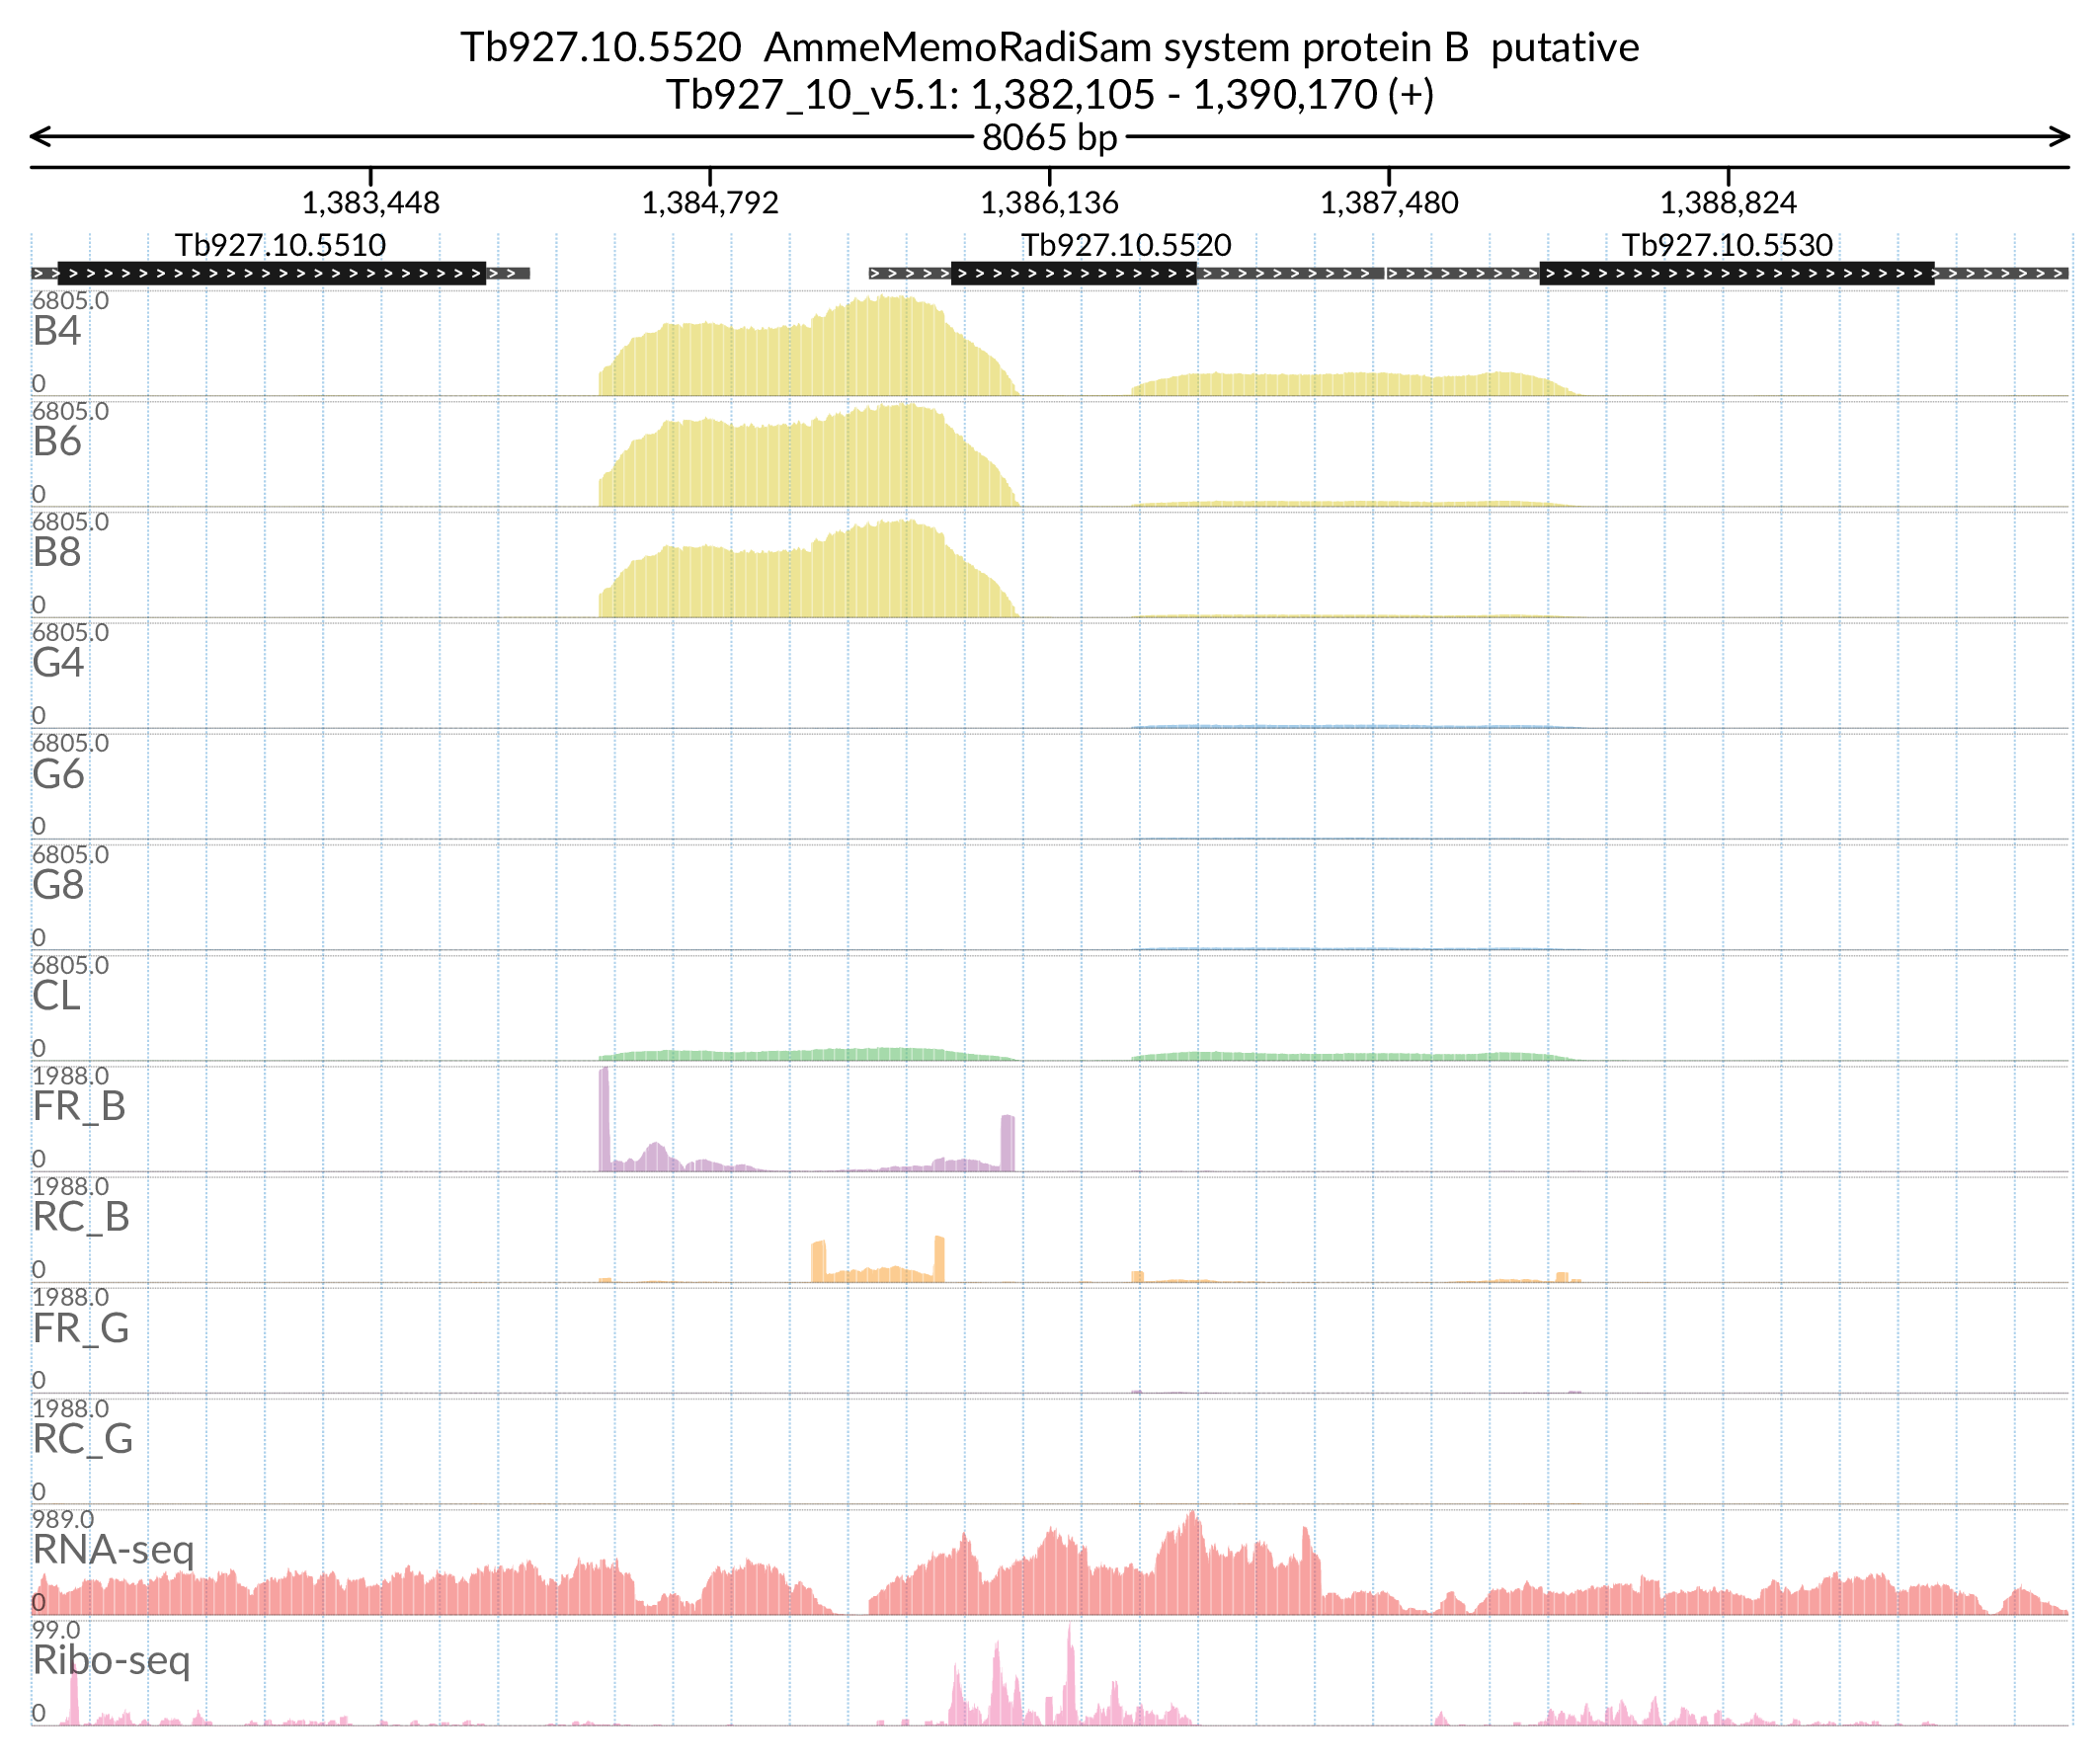 Tb927.10.5520 AmmeMemoRadiSam system protein B putative
Tb927_10_v5.1: 1,382,105 - 1,390,170 (+)
8065 bp
1,383,448 1,384,792 1,386,136 1,387,480 1,388,824
Tb927.10.5510 Tb927.10.5520 Tb927.10.5530
6805.0
B4
0
6805.0
B6
0
6805.0
B8
0
6805.0
G4
0
6805.0
G6
0
6805.0
G8
0
6805.0
CL
0
1988.0
FR_B
0
1988.0
RC_B
0
1988.0
FR_G
0
1988.0
RC_G
0
989.0
RNA-seq
0
99.0
Ribo-seq
0